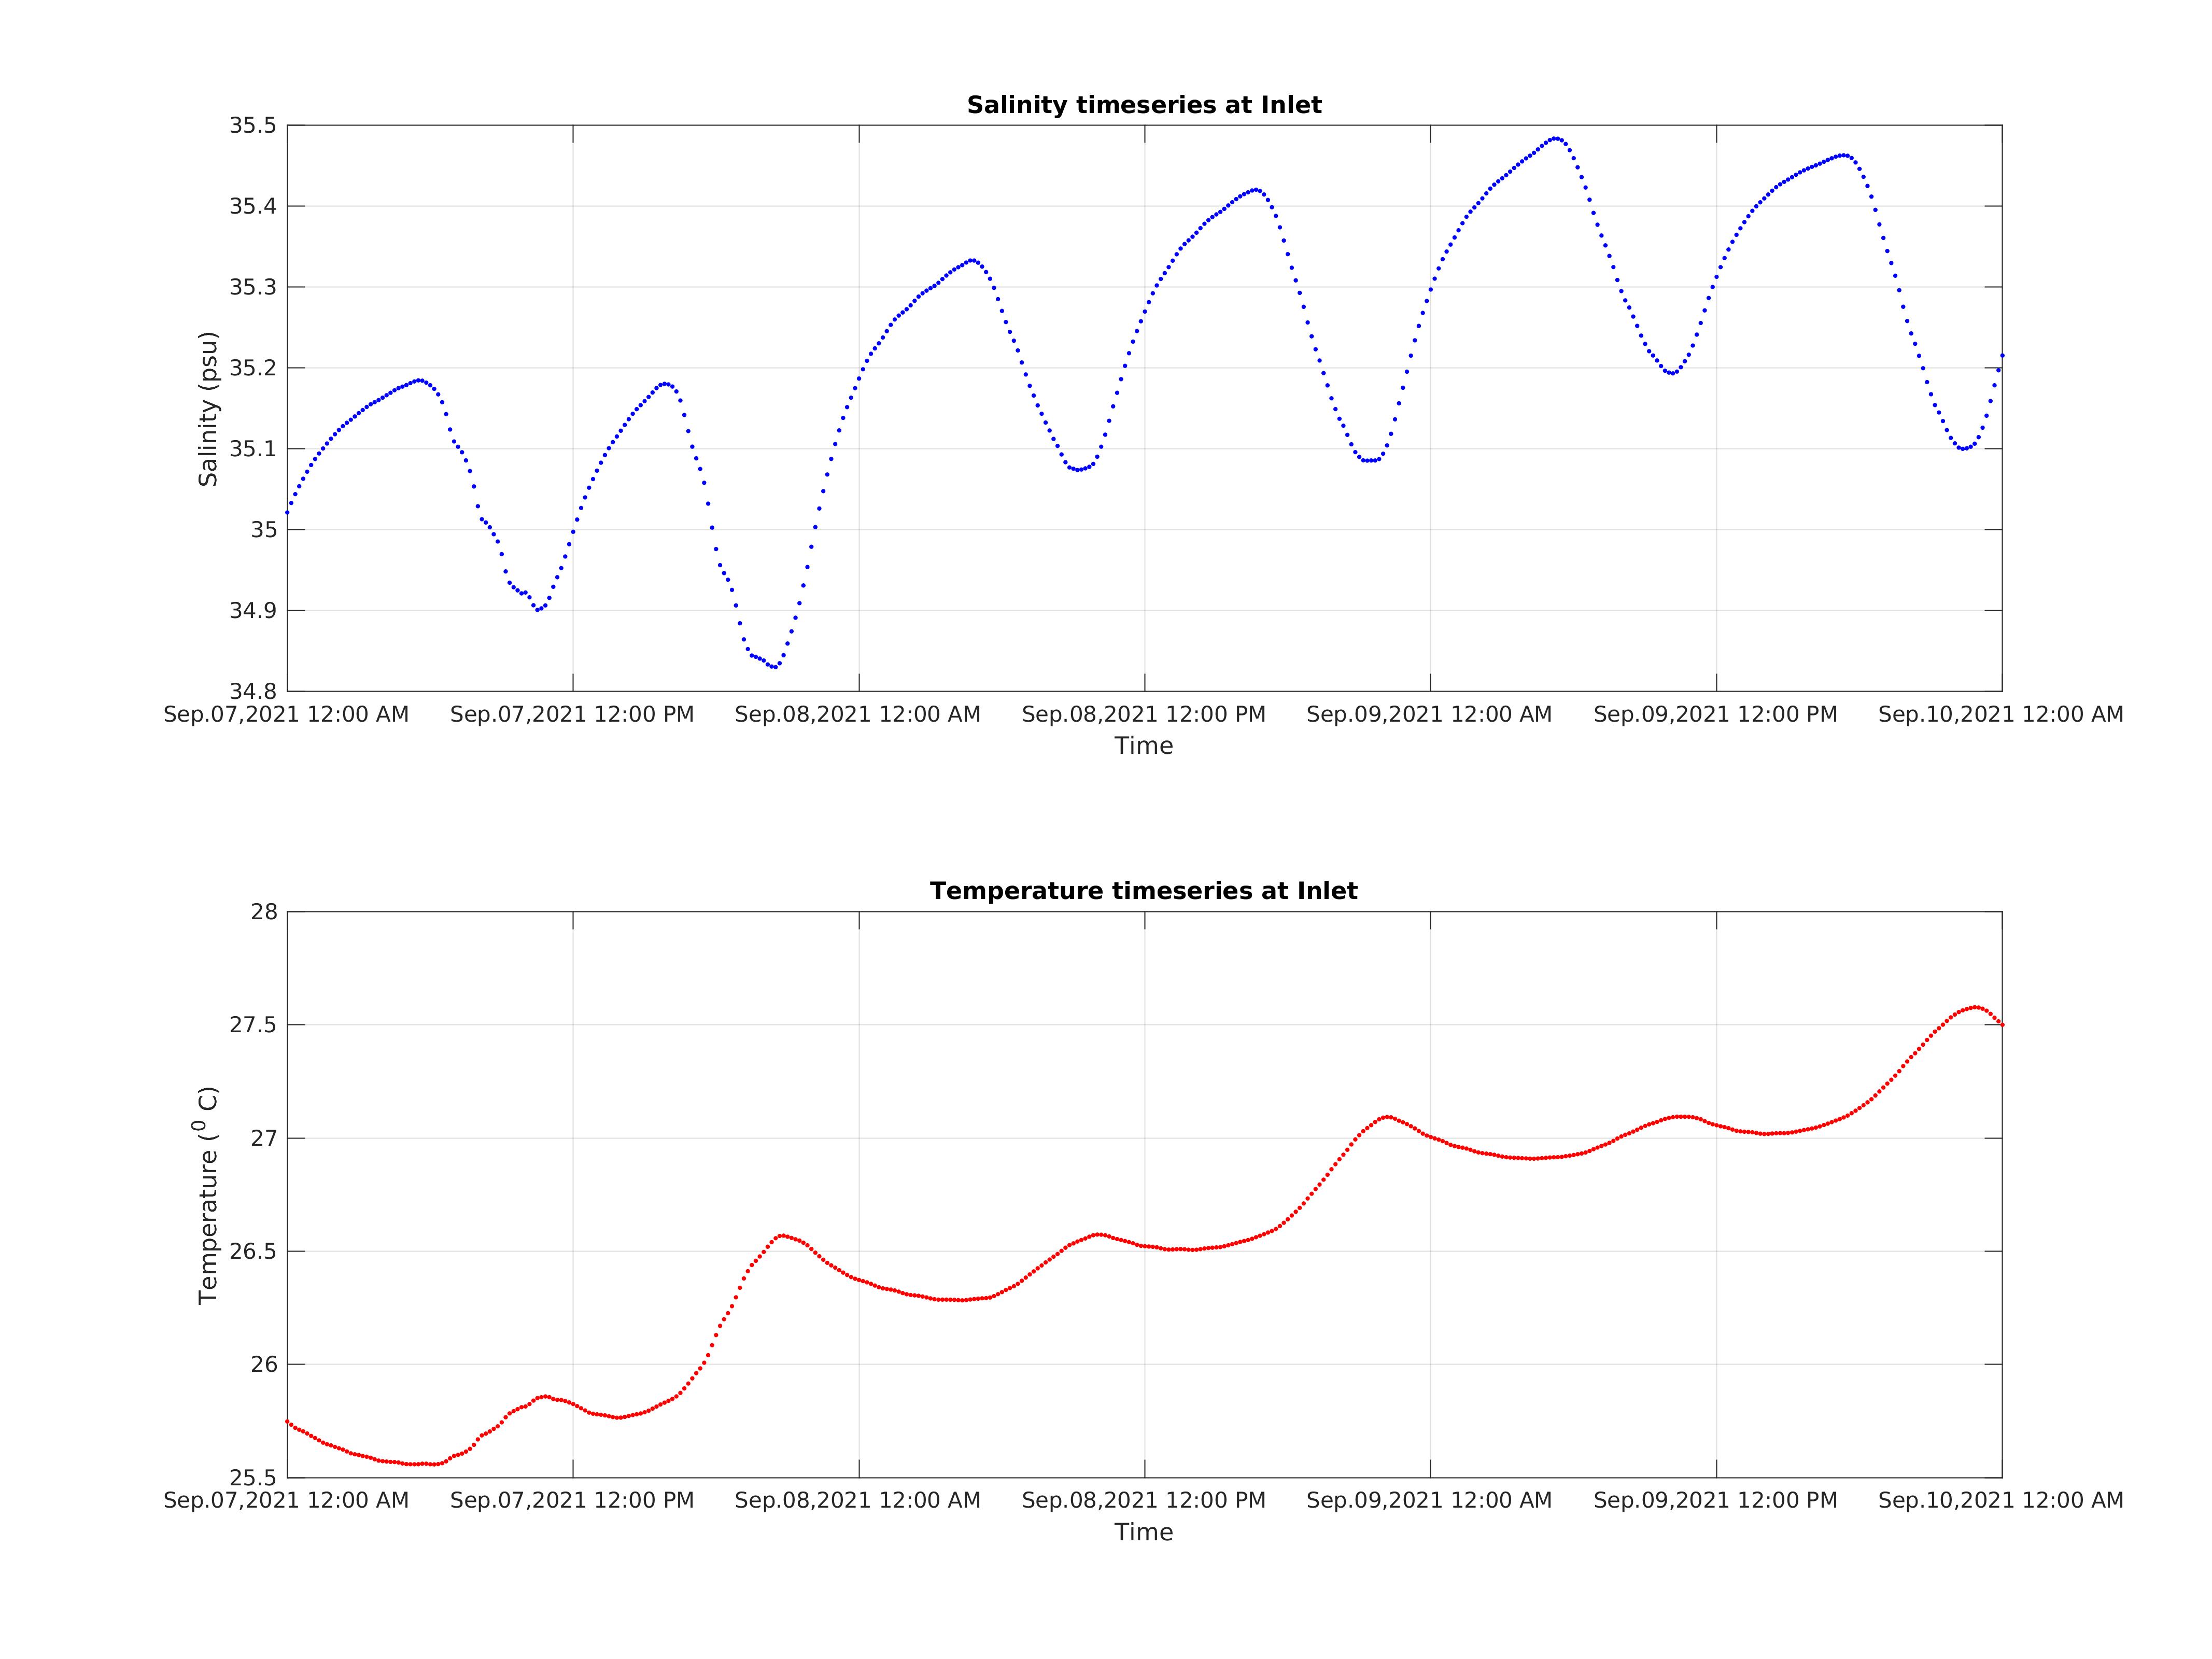 Salinity timeseries at Inlet
35.5
35.4
35.3
35.2
35.1
35
34.9
34.8
Salinity (psu)
Sep.07,2021 12:00 AM Sep.07,2021 12:00 PM Sep.08,2021 12:00 AM Sep.08,2021 12:00 PM Sep.09,2021 12:00 AM Sep.09,2021 12:00 PM Sep.10,2021 12:00 AM
Time
Temperature timeseries at Inlet
28
27.5
27
26.5
26
25.5
Temperature (⁰ C)
Sep.07,2021 12:00 AM Sep.07,2021 12:00 PM Sep.08,2021 12:00 AM Sep.08,2021 12:00 PM Sep.09,2021 12:00 AM Sep.09,2021 12:00 PM Sep.10,2021 12:00 AM
Time